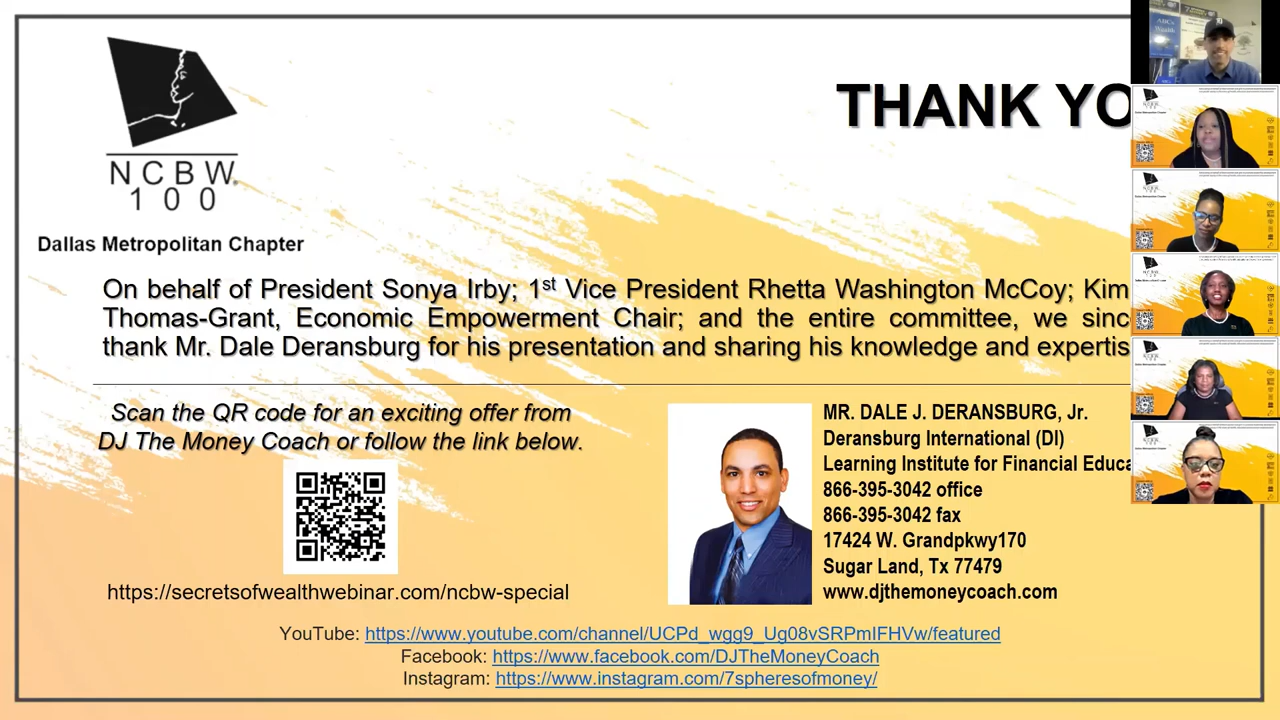 THANK YO
NCBW
100
Dallas Metropolitan Chapter
On behalf of President Sonya Irby; 1st Vice President Rhetta Washington McCoy; Kim
Thomas-Grant, Economic Empowerment Chair; and the entire committee, we sinc
thank Mr. Dale Deransburg for his presentation and sharing his knowledge and expertis
Scan the QR code for an exciting offer from
DJ The Money Coach or follow the link below.
https://secretsofwealthwebinar.com/ncbw-special
MR. DALE J. DERANSBURG, Jr.
Deransburg International (DI)
Learning Institute for Financial Educa
866-395-3042 office
866-395-3042 fax
17424 W. Grandpkwy170
Sugar Land, Tx 77479
www.djthemoneycoach.com
YouTube: https://www.youtube.com/channel/UCPd_wgg9_Ug08vSRPmIFHVw/featured
Facebook: https://www.facebook.com/DJTheMoneyCoach
Instagram: https://www.instagram.com/7spheresofmoney/
ABCs
Wealth